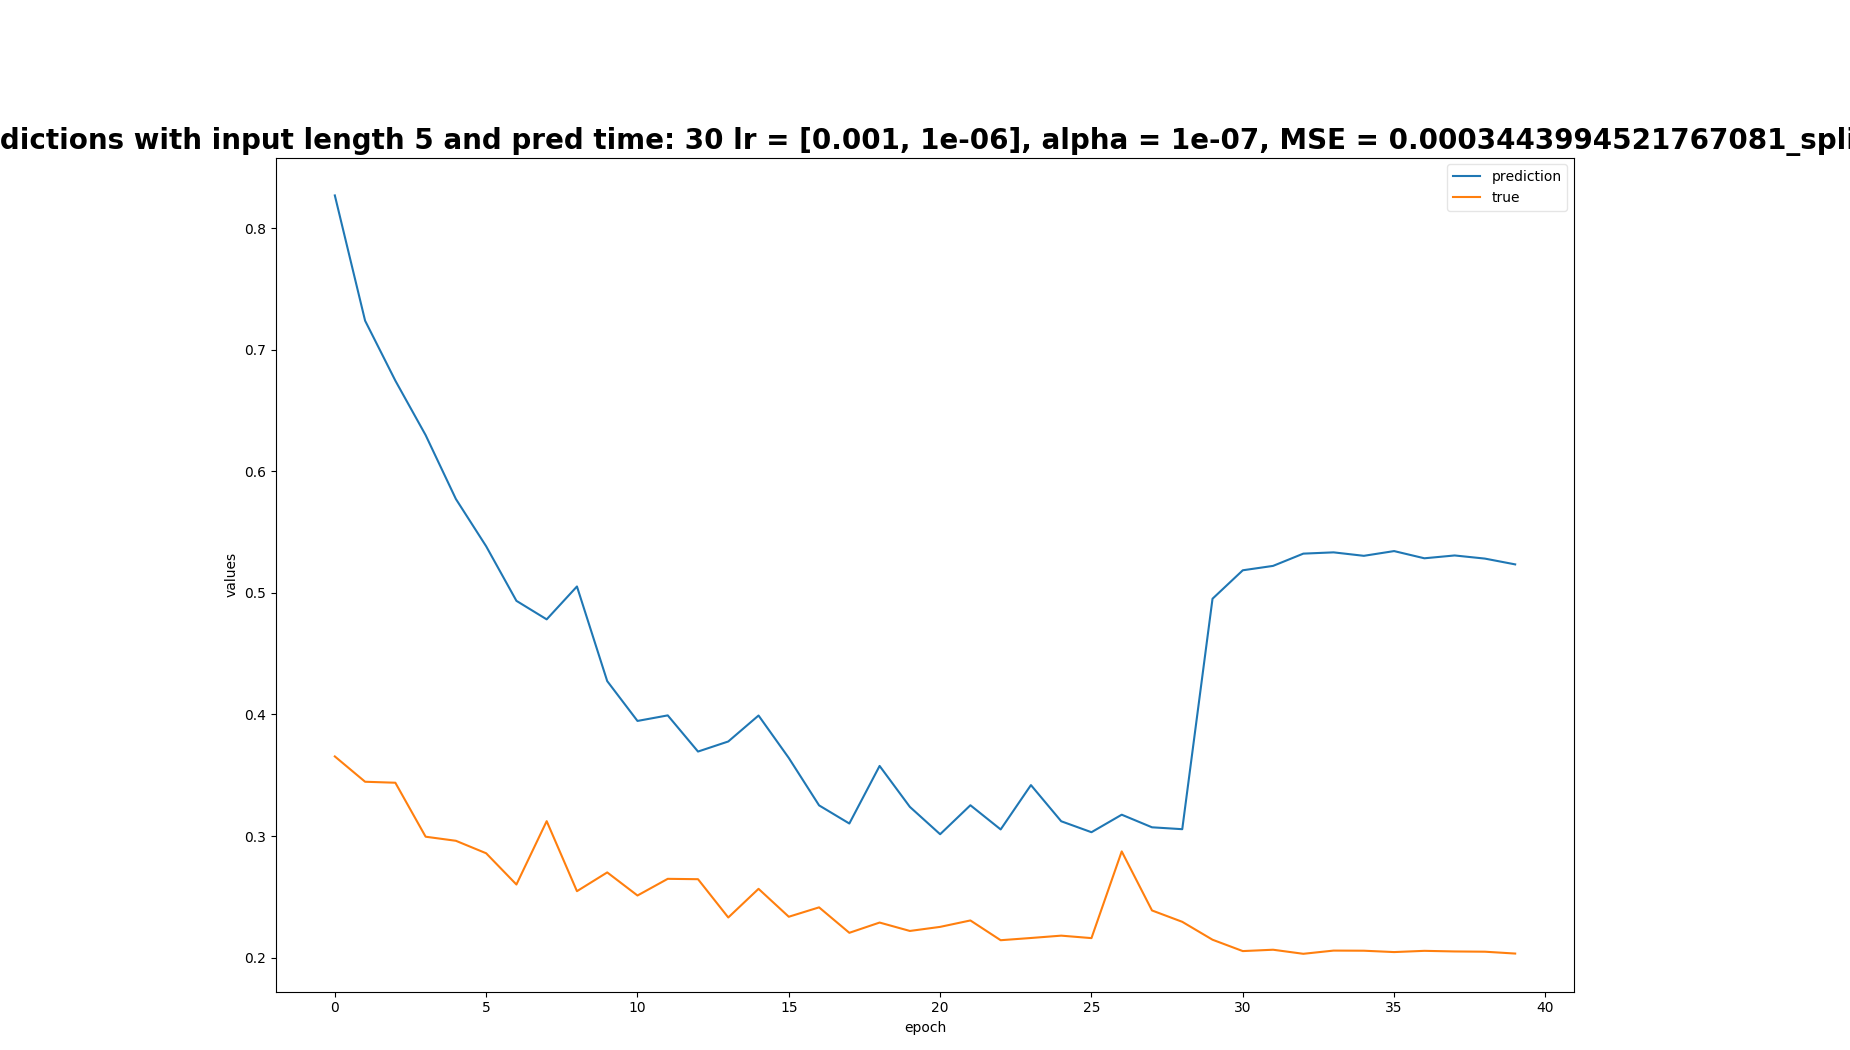 dictions with input length 5 and pred time: 30 lr = [0.001, 1e-06], alpha = 1e-07, MSE = 0.0003443994521767081_spli
prediction
true
0.8
0.7
0.6
0.5
0.4
0.3
0.2
values
0 5 10 15 20 25 30 35 40
epoch